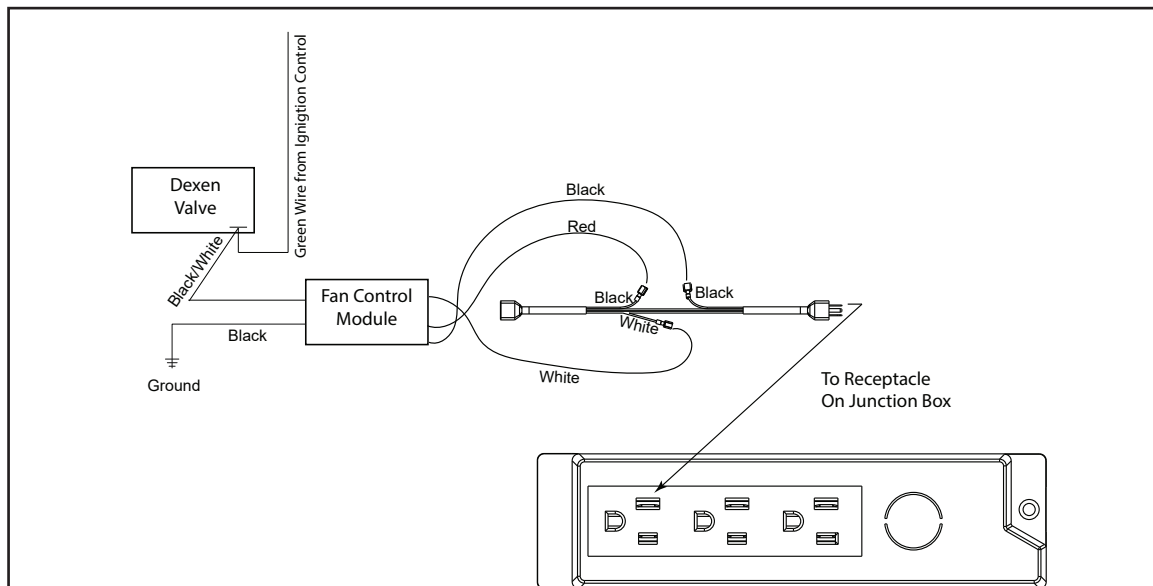 Green Wire from Ignigtion Control
Dexen
Valve
Black/White
Black
Red
Fan Control
Module
Black
Black
White
Black
Ground
White
To Receptacle
On Junction Box